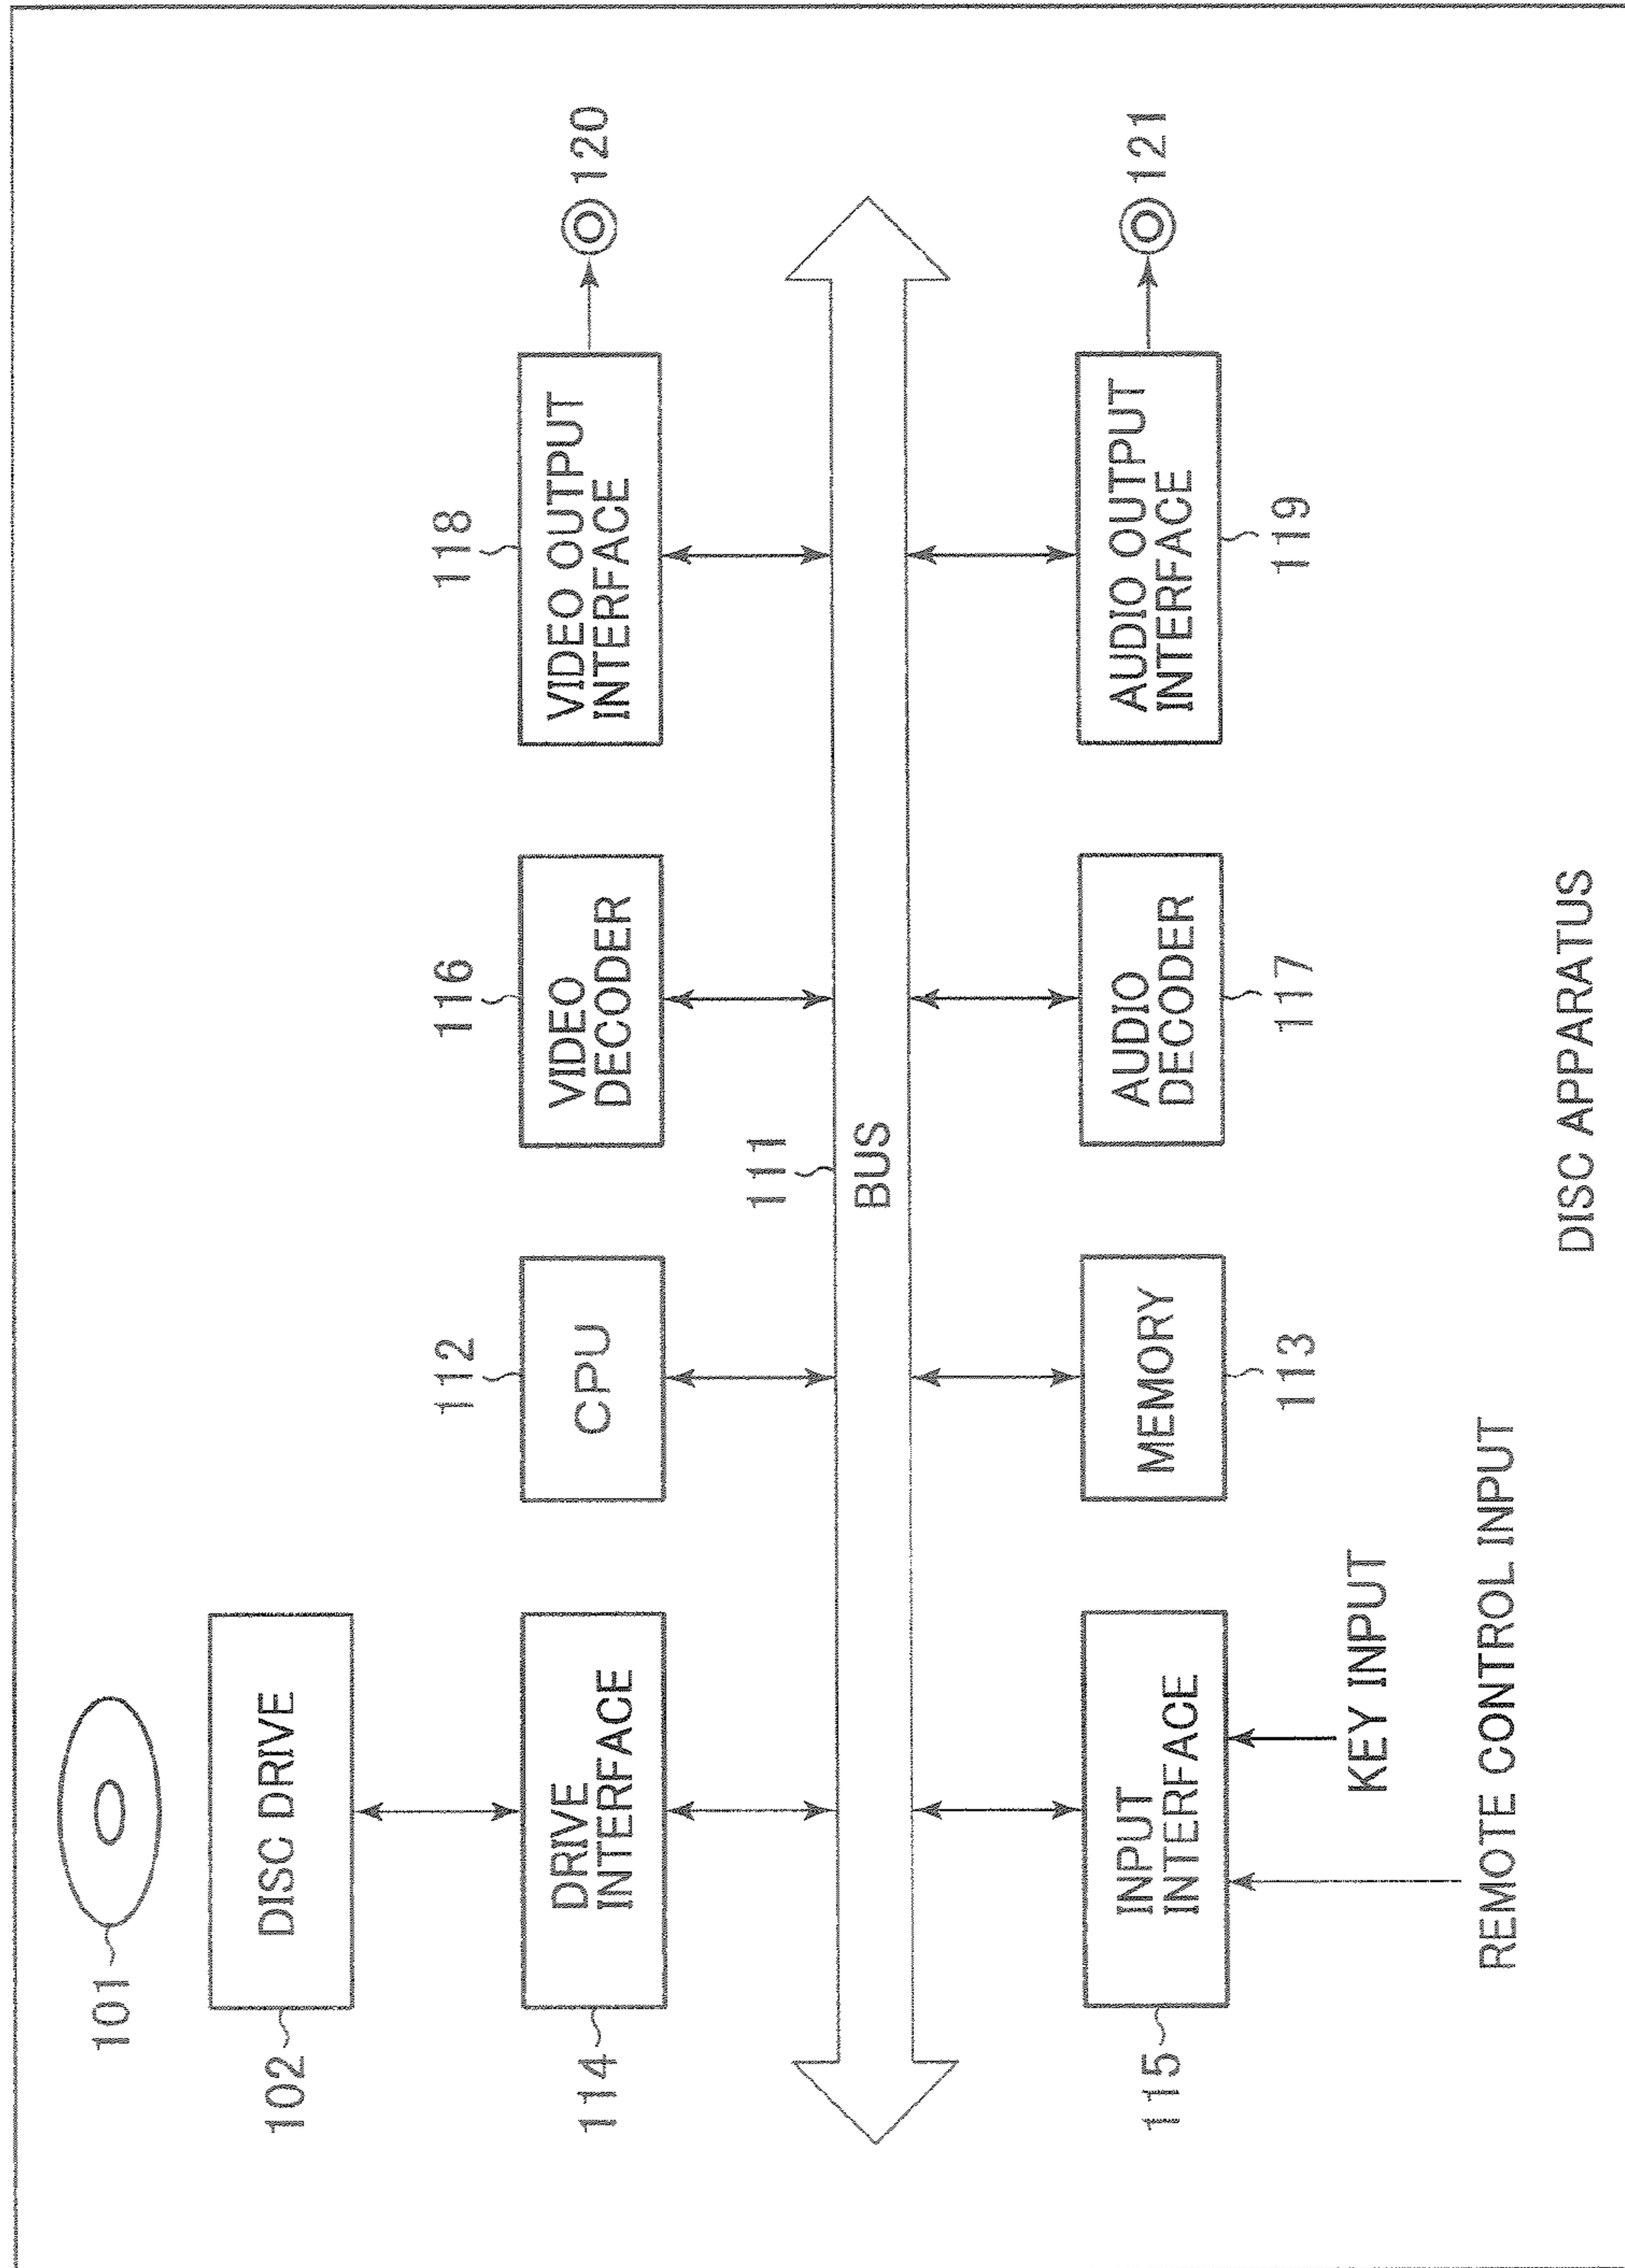 101
102
DISC DRIVE
114
DRIVE
INTERFACE
112
CPU
116
VIDEO
DECODER
118
VIDEO OUTPUT
INTERFACE
120
111
BUS
115
INPUT
INTERFACE
MEMORY
113
AUDIO
DECODER
117
AUDIO OUTPUT
INTERFACE
119
121
KEY INPUT
REMOTE CONTROL INPUT
DISC APPARATUS